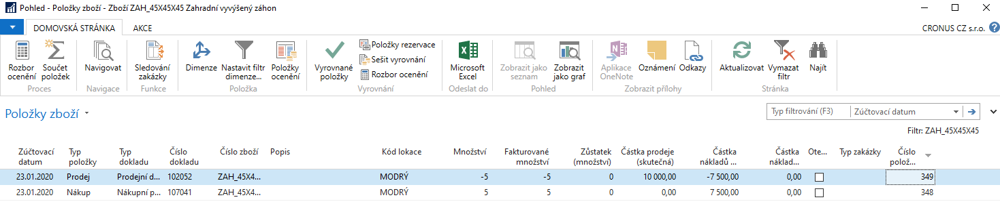 Pohled - Položky zboží - Zboží ZAH_45X45X45 Zahradní vyvýšený záhon
DOMOVSKÁ STRÁNKA AKCE CRONUS CZ s.r.o.
Rozbor ocenění
Součet položek
Proces
Navigovat
Navigace
Sledování zakázky
Funkce
Dimenze
Nastavit filtr dimenze...
Položky ocenění
Položka
Vyrovnané položky
Položky rezervace
Sešit vyrovnání
Rozbor ocenění
Vyrovnání
Microsoft Excel
Odeslat do
Zobrazit jako seznam
Zobrazit jako graf
Pohled
Aplikace OneNote
Oznámení
Odkazy
Zobrazit přílohy
Aktualizovat
Vymazat filtr
Najít
Stránka
Položky zboží
Typ filtrování (F3) Zúčtovací datum
Filtr: ZAH_45X45X45
Zúčtovací datum Typ položky Typ dokladu Číslo dokladu Číslo zboží Popis Kód lokace Množství Fakturované množství Zůstatek (množství) Částka prodeje (skutečná) Částka nákladů ... Částka náklad... Ote... Typ zakázky Číslo polož...
23.01.2020 Prodej Prodejní d... 102052 ZAH_45X4... MODRÝ -5 -5 0 10 000,00 -7 500,00 0,00 349
23.01.2020 Nákup Nákupní p... 107041 ZAH_45X4... MODRÝ 5 5 0 0,00 7 500,00 0,00 348